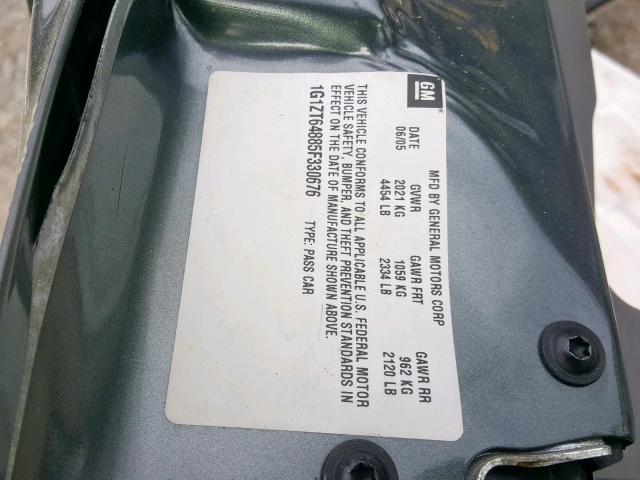 GM
MFD BY GENERAL MOTORS CORP
DATE GVWR GAWR FRT GAWR RR
06/05 2021 KG 1059 KG 962 KG
4454 LB 2334 LB 2120 LB
THIS VEHICLE CONFORMS TO ALL APPLICABLE U.S. FEDERAL MOTOR
VEHICLE SAFETY, BUMPER, AND THEFT PREVENTION STANDARDS IN
EFFECT ON THE DATE OF MANUFACTURE SHOWN ABOVE.
1G1ZT64885F330676 TYPE: PASS CAR